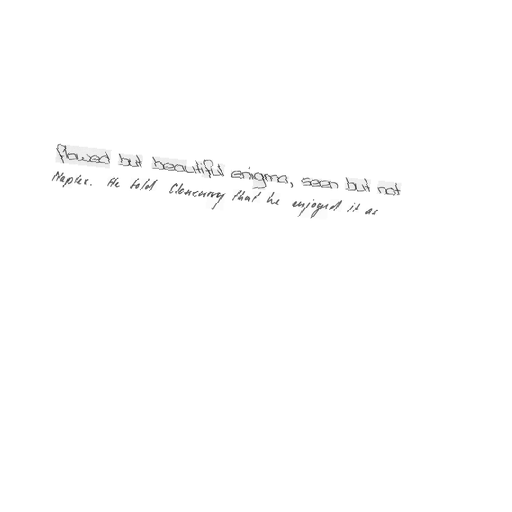 flawed but beautiful enigma, seen but not
Naples. He told Cloncurry that he enjoyed it as